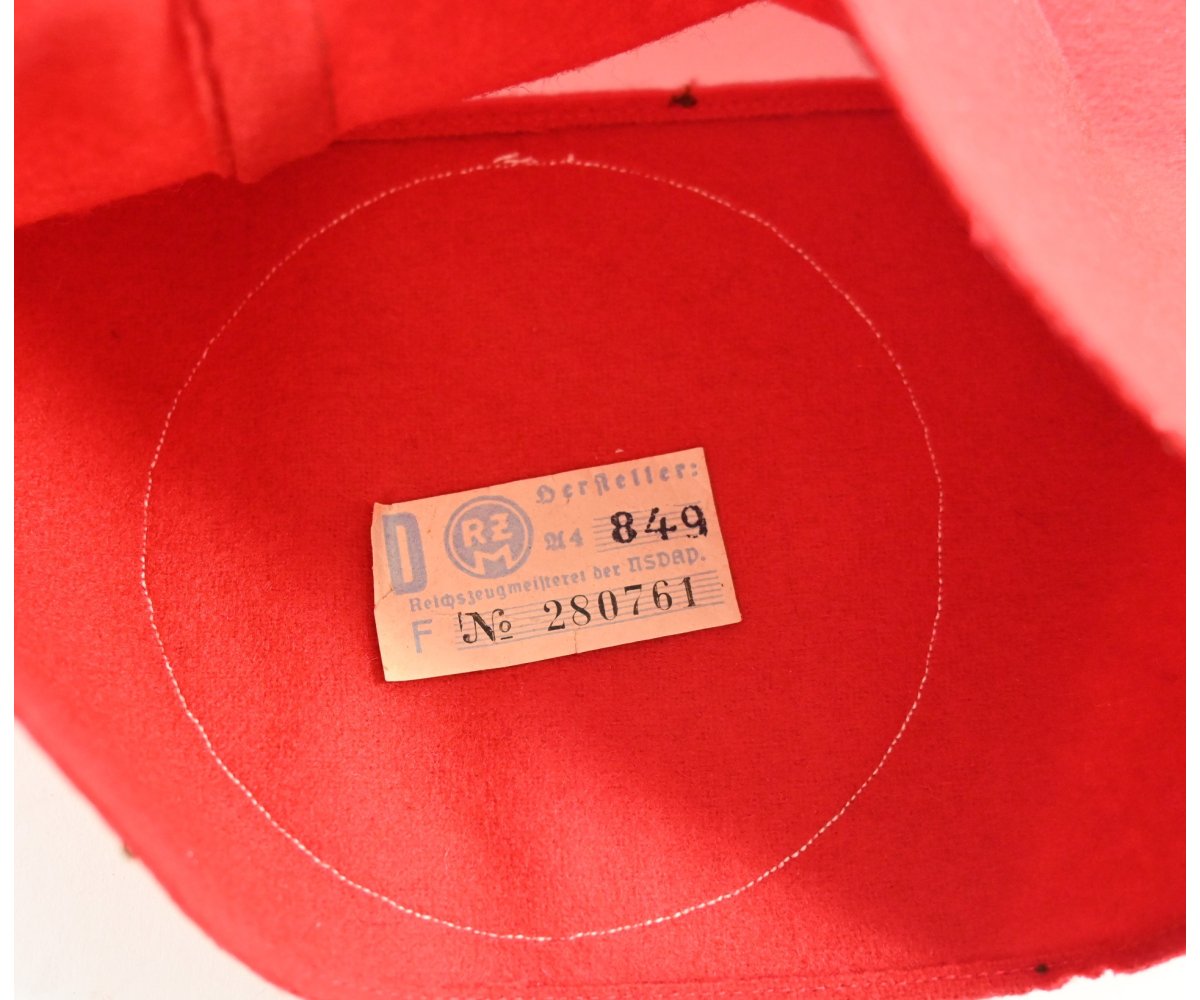 D RZM Hersteller:
A4 849
Reichszeugmeisterei der NSDAP.
F № 280761